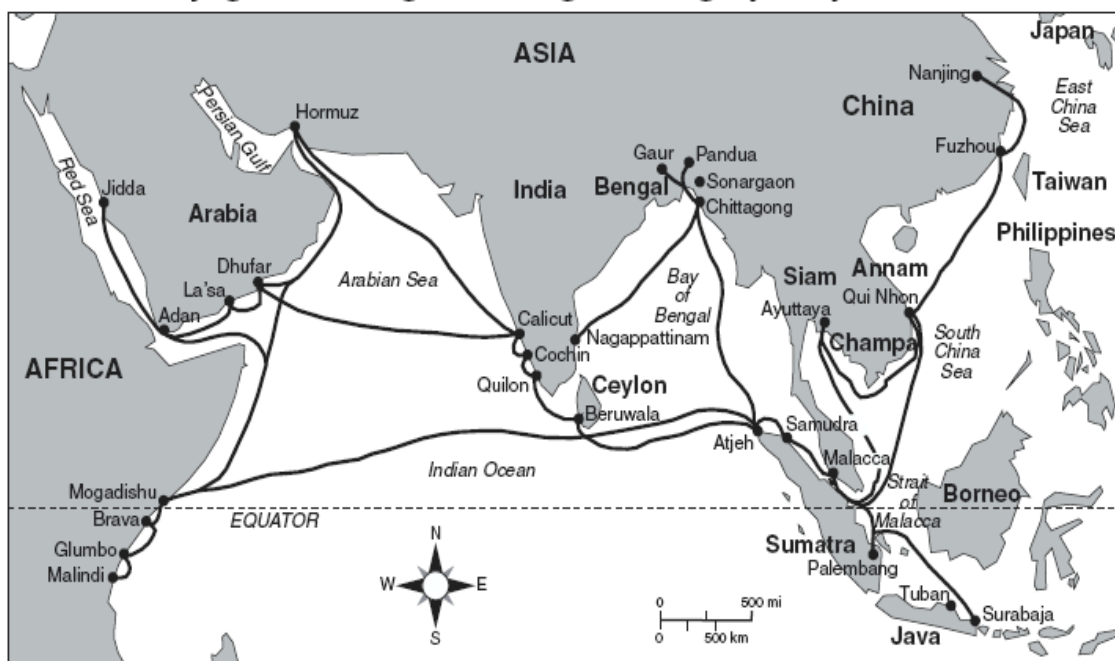 ASIA
Japan
Nanjing
China
East
China
Sea
Persian Gulf
Hormuz
Fuzhou
Gaur
Pandua
Red Sea
Jidda
India
Bengal
Sonargaon
Taiwan
Arabia
Chittagong
Philippines
Dhufar
Arabian Sea
Bay
of
Bengal
Siam
Annam
La'sa
Ayuttaya
Qui Nhon
Adan
Calicut
Nagappattinam
Champa
South
China
Sea
AFRICA
Cochin
Quilon
Ceylon
Beruwala
Atjeh
Samudra
Malacca
Indian Ocean
Strait
of
Malacca
Borneo
Mogadishu
Brava
EQUATOR
Glumbo
Malindi
N
W
E
S
Sumatra
Palembang
Tuban
Surabaja
Java
0
500 mi
0
500 km